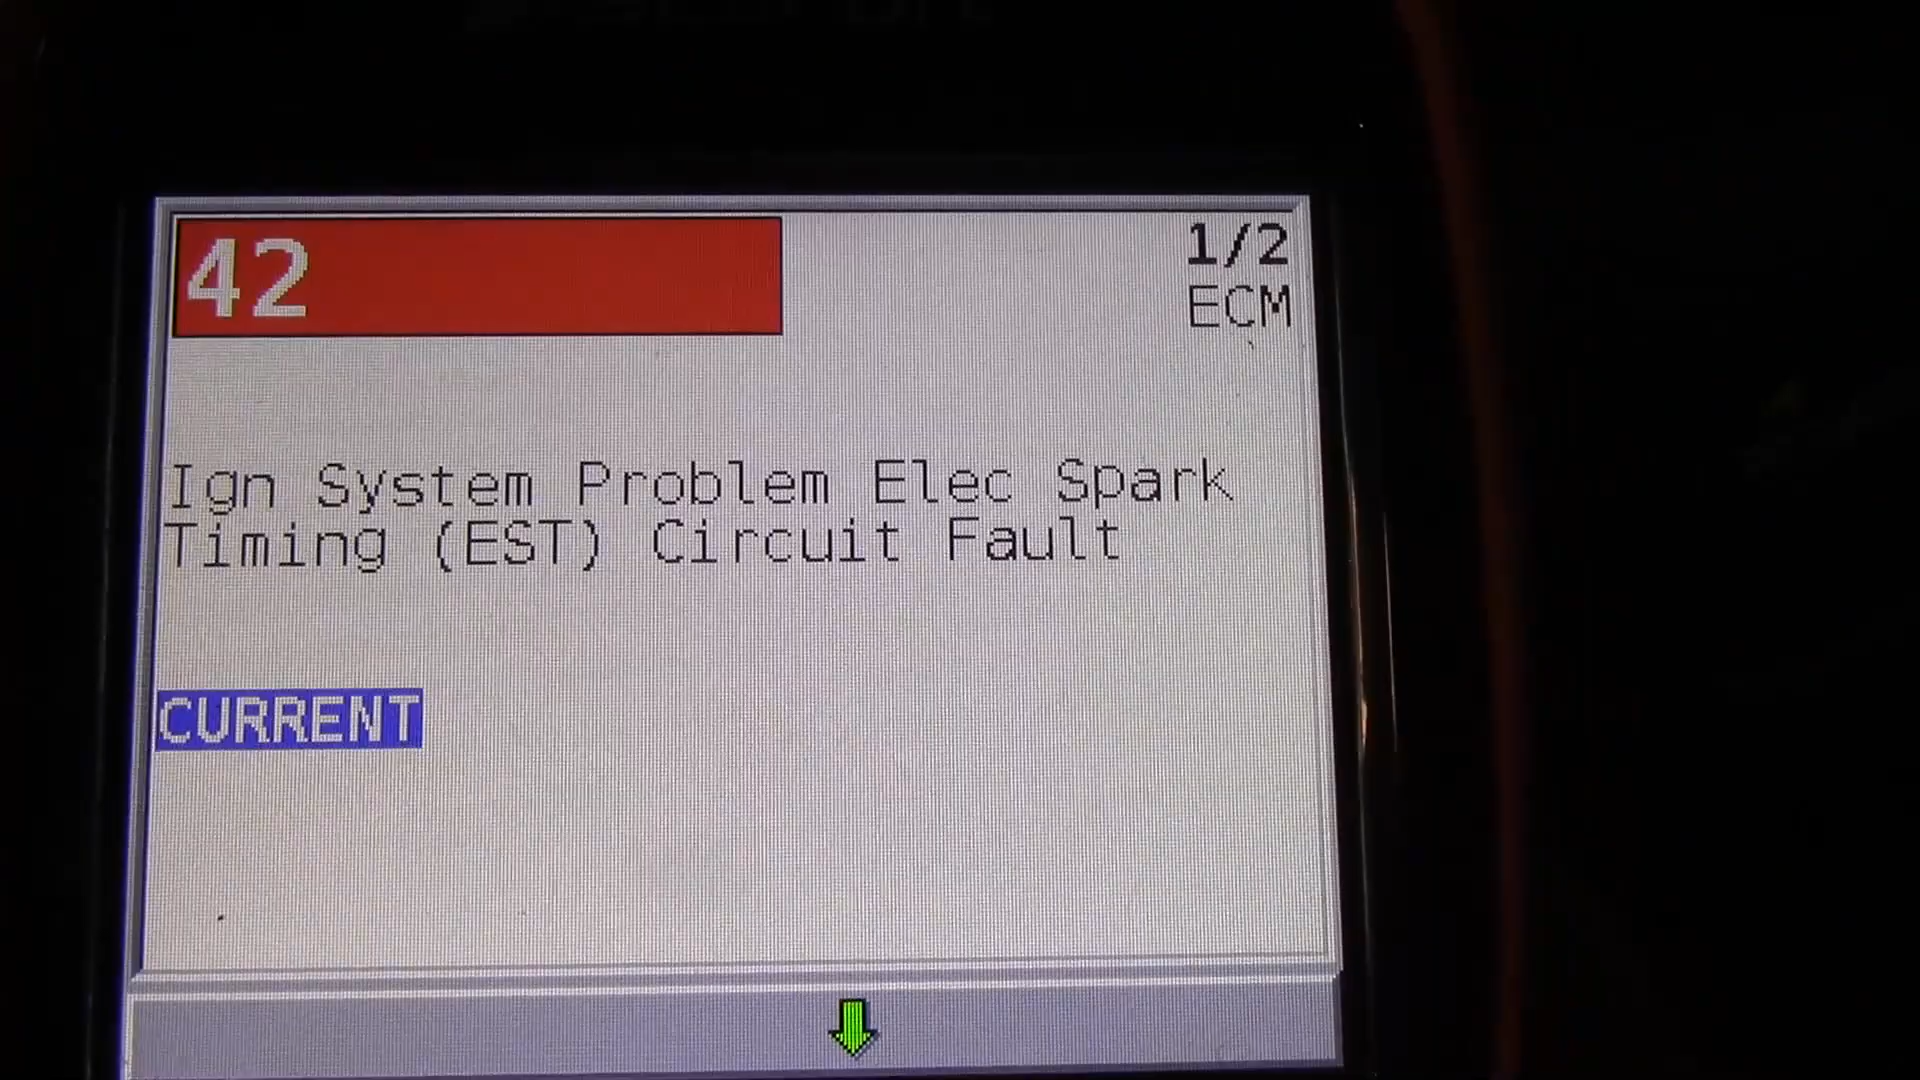 42
1/2
ECM
Ign System Problem Elec Spark
Timing (EST) Circuit Fault
CURRENT